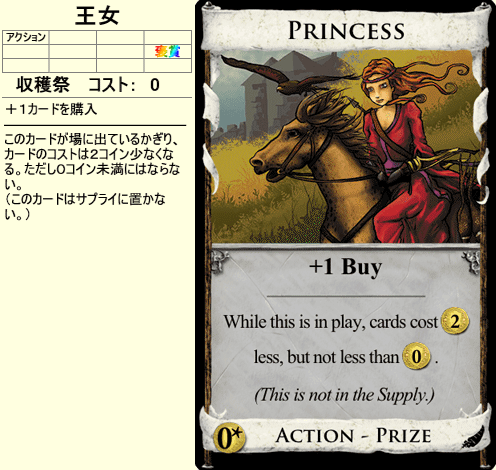 王女
アクション
褒賞
収穫祭　コスト：　0
＋１カードを購入
このカードが場に出ているかぎり、
カードのコストは２コイン少なくな
る。ただし０コイン未満にはならな
い。
（このカードはサプライに置かな
い。）
PRINCESS
+1 Buy
While this is in play, cards cost 2
less, but not less than 0 .
(This is not in the Supply.)
0* ACTION - PRIZE